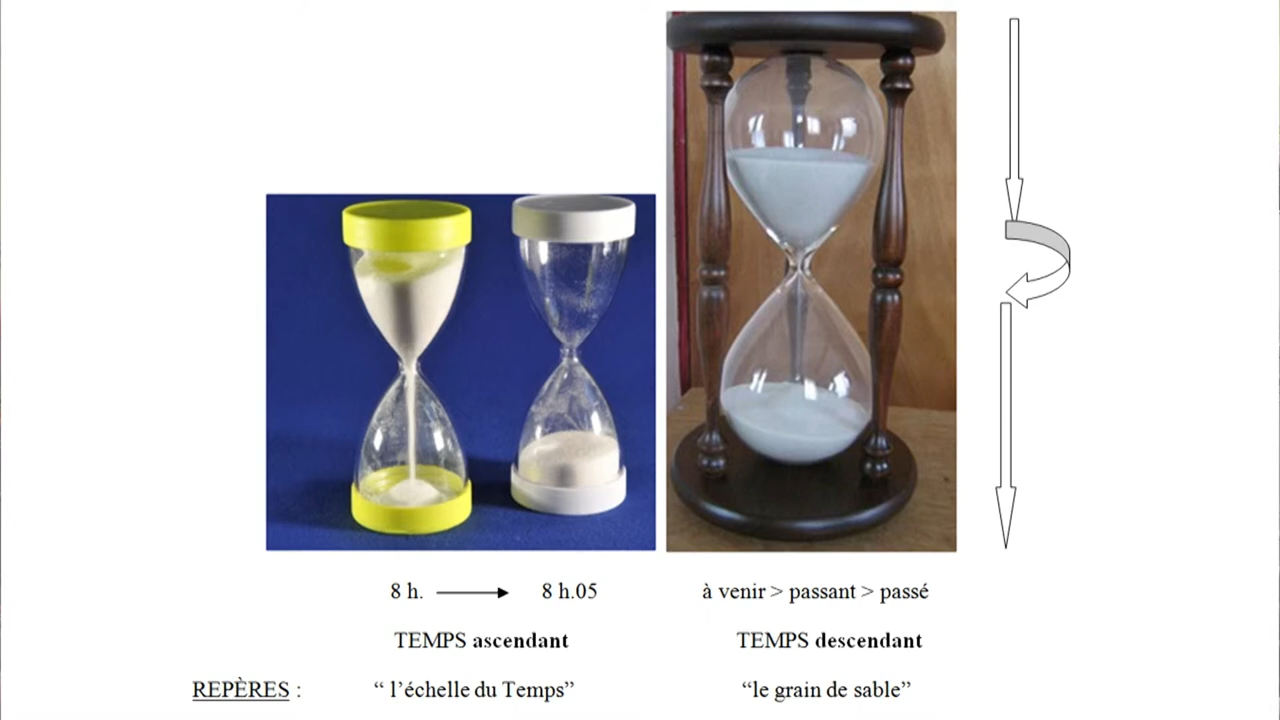 8 h. 8 h.05 à venir > passant > passé
TEMPS ascendant TEMPS descendant
REPÈRES : “ l’échelle du Temps” “le grain de sable”